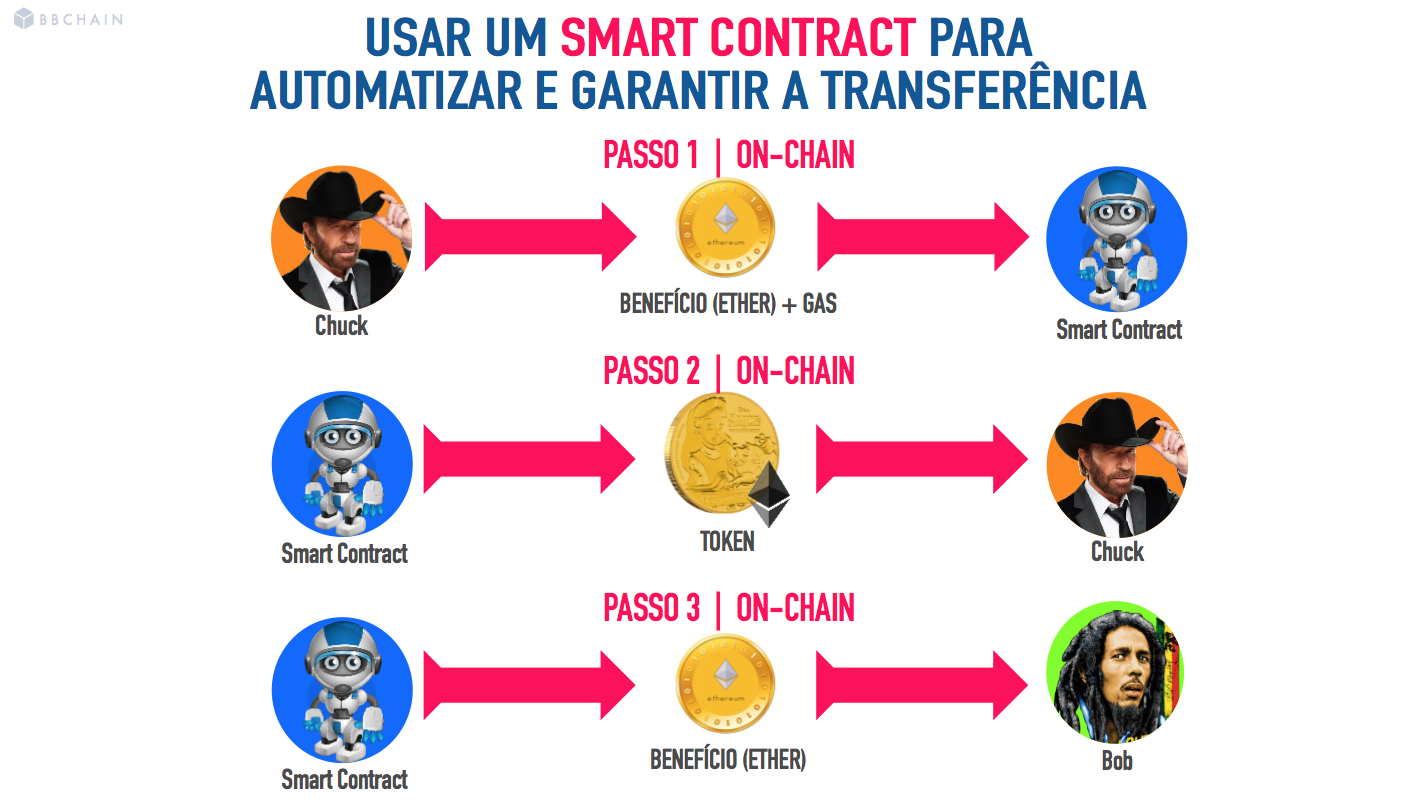 BBCHAIN
USAR UM SMART CONTRACT PARA
AUTOMATIZAR E GARANTIR A TRANSFERÊNCIA
PASSO 1 | ON-CHAIN
ethereum
BENEFÍCIO (ETHER) + GAS
Chuck
Smart Contract
PASSO 2 | ON-CHAIN
TOKEN
Smart Contract
Chuck
PASSO 3 | ON-CHAIN
ethereum
BENEFÍCIO (ETHER)
Smart Contract
Bob